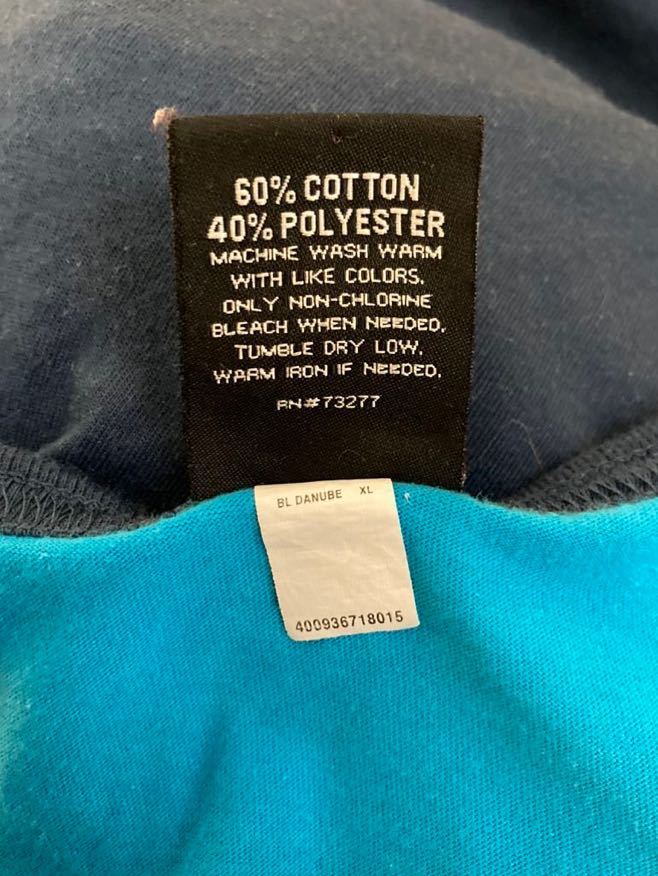 60% COTTON
40% POLYESTER
MACHINE WASH WARM
WITH LIKE COLORS.
ONLY NON-CHLORINE
BLEACH WHEN NEEDED.
TUMBLE DRY LOW.
WARM IRON IF NEEDED.
RN#73277
BL DANUBE XL
400936718015